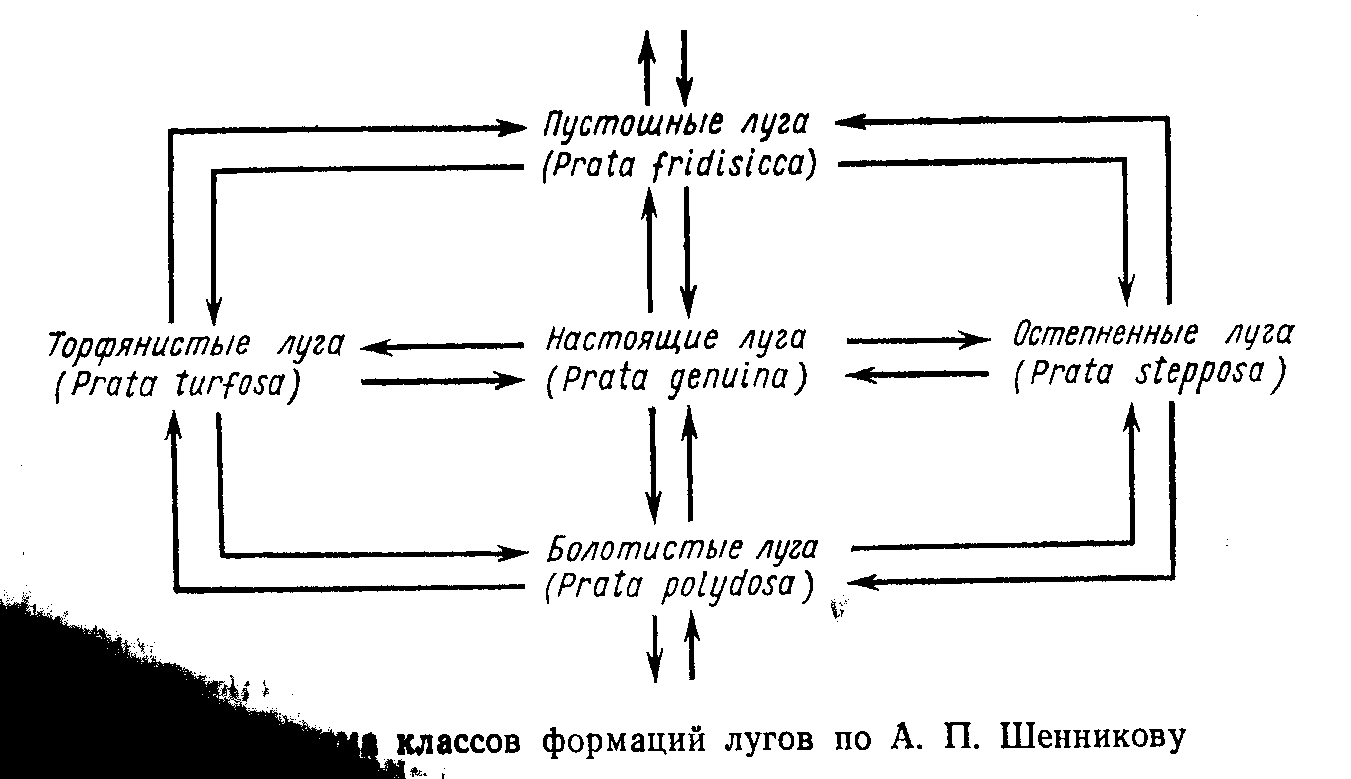 Пустошные луга
(Prata fridisicca)
Торфянистые луга
(Prata turfosa)
Настоящие луга
(Prata genuina)
Остепненные луга
(Prata stepposa)
Болотистые луга
(Prata polydosa)
классов формаций лугов по А. П. Шенникову